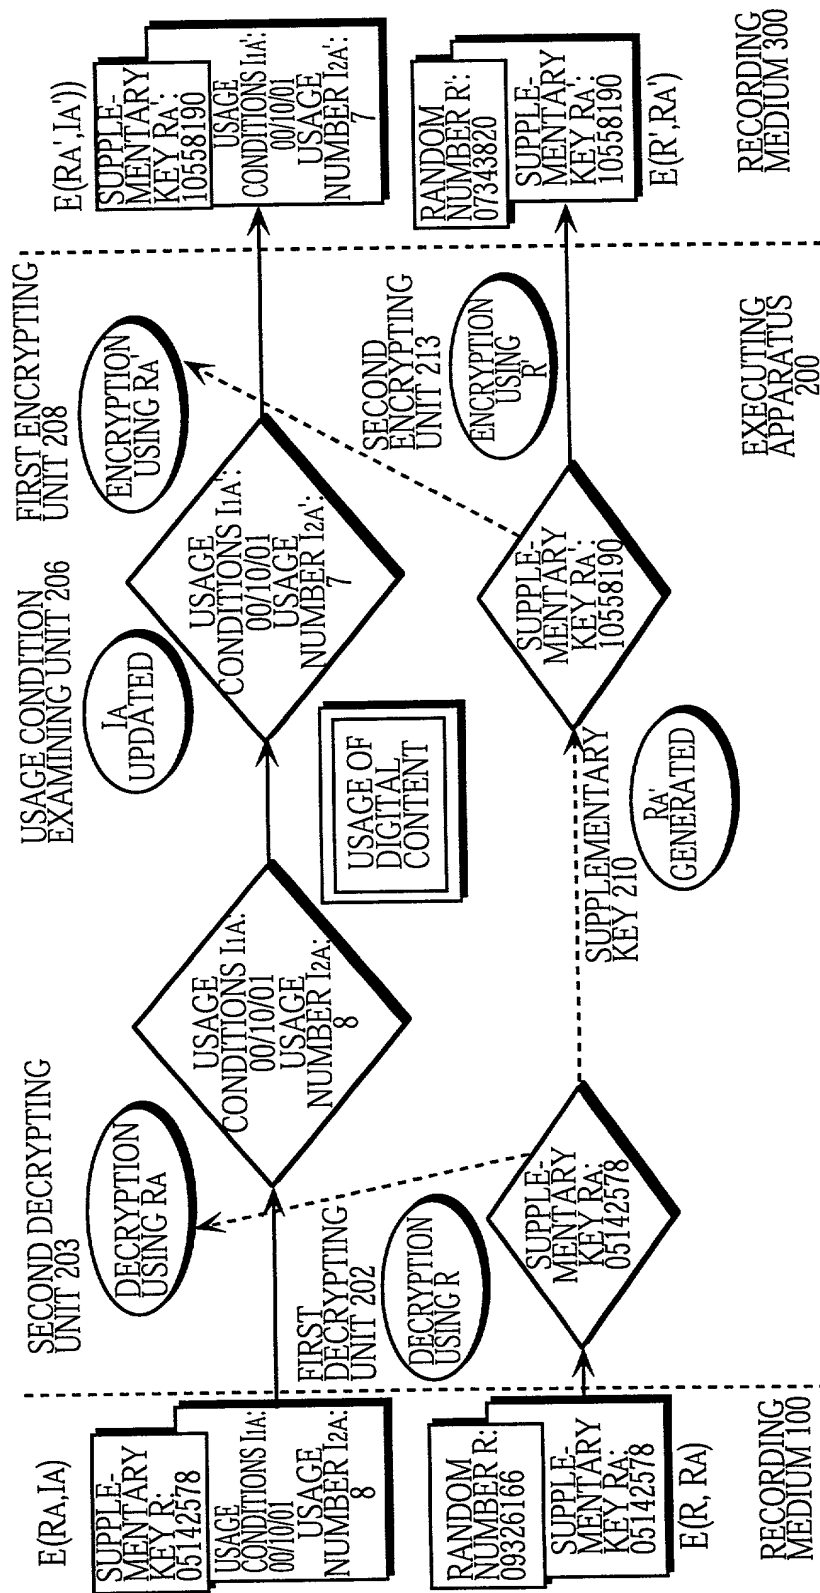 E(RA,IA)
SUPPLE-
MENTARY
KEY R:
05142578
USAGE
CONDITIONS I1A:
00/10/01
USAGE
NUMBER I2A:
8
RANDOM
NUMBER R:
09326166
SUPPLE-
MENTARY
KEY RA:
05142578
E(R, RA)
RECORDING
MEDIUM 100
SECOND DECRYPTING
UNIT 203
DECRYPTION
USING RA
FIRST
DECRYPTING
UNIT 202
DECRYPTION
USING R
USAGE
CONDITIONS I1A:
00/10/01
USAGE
NUMBER I2A:
8
SUPPLE-
MENTARY
KEY RA:
05142578
USAGE CONDITION
EXAMINING UNIT 206
IA
UPDATED
USAGE OF
DIGITAL
CONTENT
SUPPLEMENTARY
KEY 210
RA'
GENERATED
FIRST ENCRYPTING
UNIT 208
ENCRYPTION
USING RA'
USAGE
CONDITIONS I1A':
00/10/01
USAGE
NUMBER I2A':
7
SECOND
ENCRYPTING
UNIT 213
ENCRYPTION
USING
R'
SUPPLE-
MENTARY
KEY RA':
10558190
EXECUTING
APPARATUS
200
E(RA',IA'))
SUPPLE-
MENTARY
KEY RA':
10558190
USAGE
CONDITIONS I1A':
00/10/01
USAGE
NUMBER I2A':
7
RANDOM
NUMBER R':
07343820
SUPPLE-
MENTARY
KEY RA':
10558190
E(R',RA')
RECORDING
MEDIUM 300